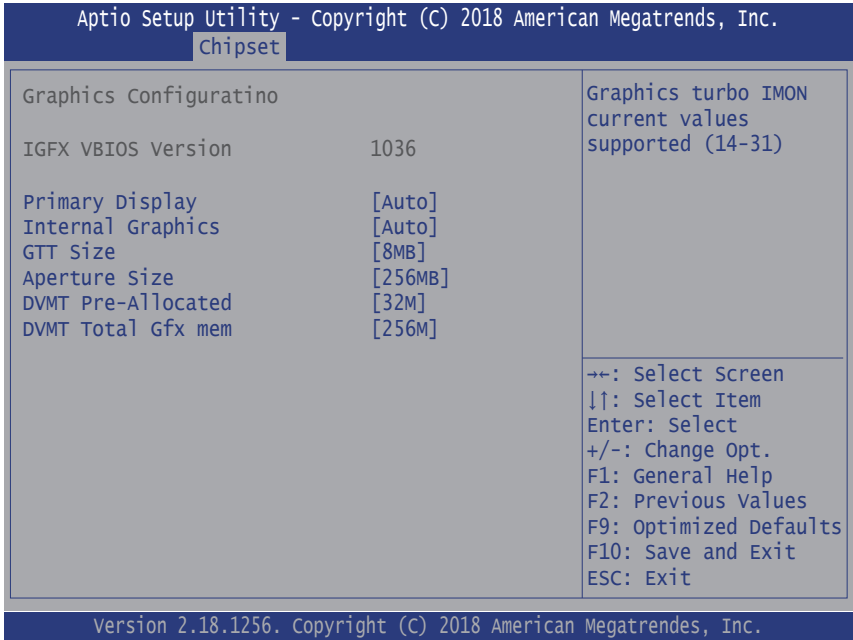 Aptio Setup Utility - Copyright (C) 2018 American Megatrends, Inc.
Chipset
Graphics Configuratino
IGFX VBIOS Version 1036
Primary Display [Auto]
Internal Graphics [Auto]
GTT Size [8MB]
Aperture Size [256MB]
DVMT Pre-Allocated [32M]
DVMT Total Gfx mem [256M]
Graphics turbo IMON
current values
supported (14-31)
→←: Select Screen
↓↑: Select Item
Enter: Select
+/-: Change Opt.
F1: General Help
F2: Previous Values
F9: Optimized Defaults
F10: Save and Exit
ESC: Exit
Version 2.18.1256. Copyright (C) 2018 American Megatrendes, Inc.